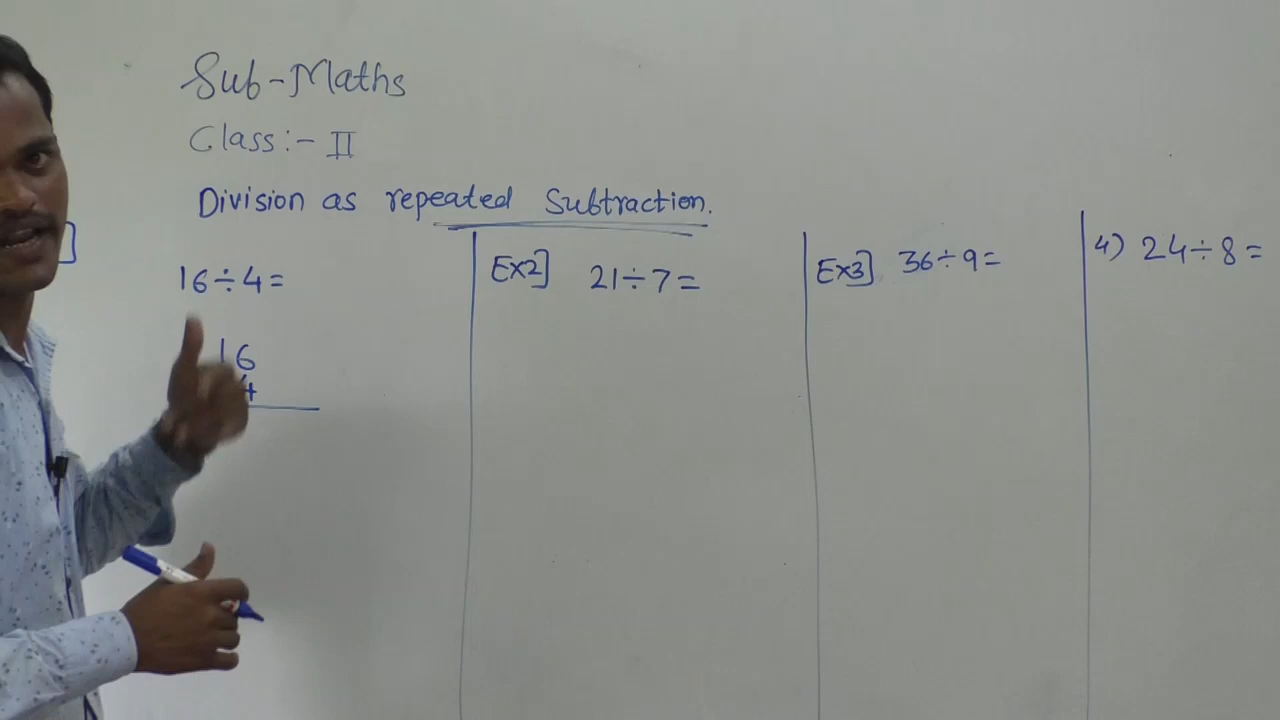 Sub-Maths
Class:- II
Division as repeated Subtraction.
]
16÷4=
16
4
Ex2] 21÷7=
Ex3] 36÷9=
4) 24÷8=